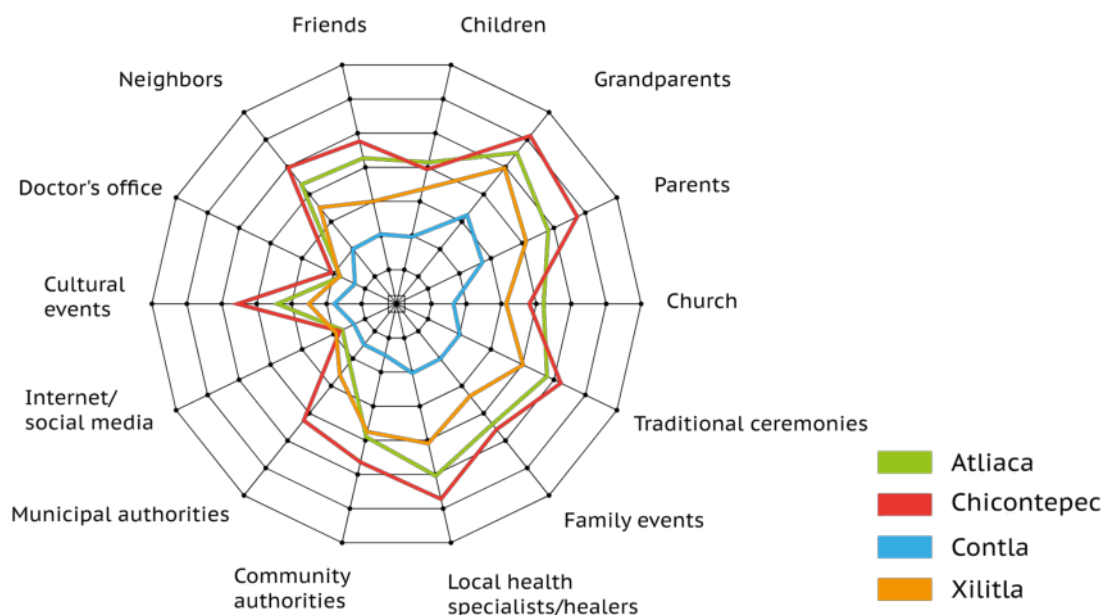 Friends
Children
Neighbors
Grandparents
Doctor's office
Parents
Cultural
events
Church
Internet/
social media
Traditional ceremonies
Municipal authorities
Family events
Community
authorities
Local health
specialists/healers
Atliaca
Chicontepec
Contla
Xilitla